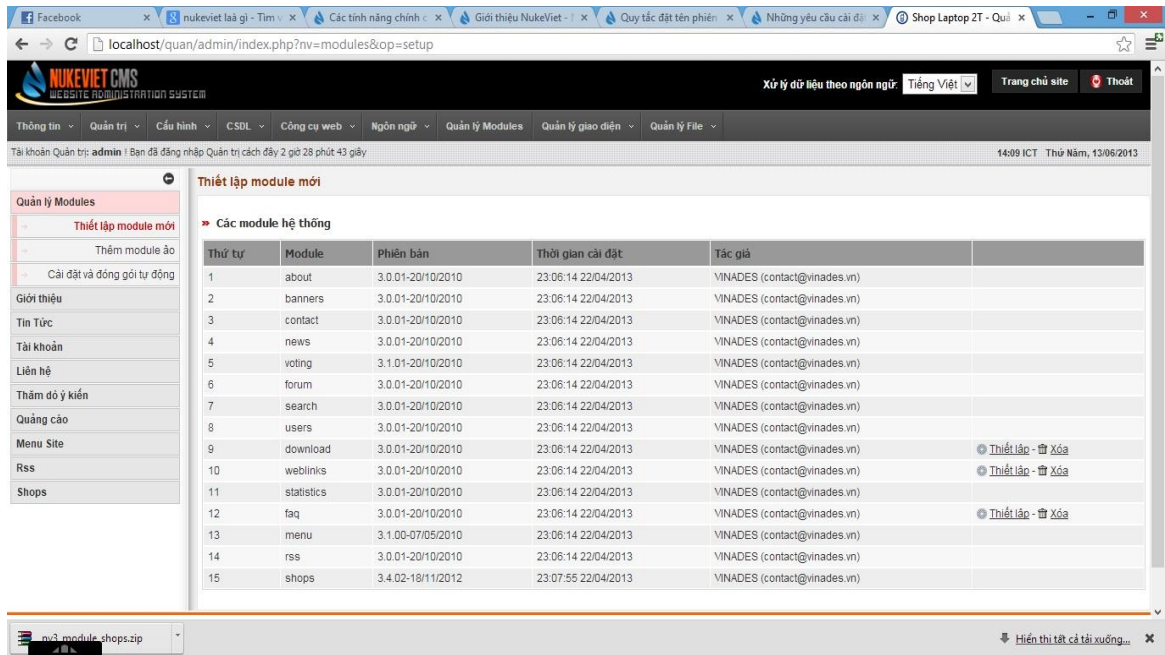 Facebook
nukeviet laà gì - Tìm v
Các tính năng chính c
Giới thiệu NukeViet -
Quy tắc đặt tên phiên
Những yêu cầu cài đặ
Shop Laptop 2T - Quả
localhost/quan/admin/index.php?nv=modules&op=setup
NUKEVIET CMS
WEBSITE ADMINISTRATION SYSTEM
Xử lý dữ liệu theo ngôn ngữ: Tiếng Việt
Trang chủ site
Thoát
Thông tin Quản trị Cấu hình CSDL Công cụ web Ngôn ngữ Quản lý Modules Quản lý giao diện Quản lý File
Tài khoản Quản trị: admin ! Bạn đã đăng nhập Quản trị cách đây 2 giờ 28 phút 43 giây
14:09 ICT Thứ Năm, 13/06/2013
Quản lý Modules
Thiết lập module mới
Thêm module ảo
Cài đặt và đóng gói tự động
Giới thiệu
Tin Tức
Tài khoản
Liên hệ
Thăm dò ý kiến
Quảng cáo
Menu Site
Rss
Shops
Thiết lập module mới
Các module hệ thống
Thứ tự Module Phiên bản Thời gian cài đặt Tác giả
1 about 3.0.01-20/10/2010 23:06:14 22/04/2013 VINADES (contact@vinades.vn)
2 banners 3.0.01-20/10/2010 23:06:14 22/04/2013 VINADES (contact@vinades.vn)
3 contact 3.0.01-20/10/2010 23:06:14 22/04/2013 VINADES (contact@vinades.vn)
4 news 3.0.01-20/10/2010 23:06:14 22/04/2013 VINADES (contact@vinades.vn)
5 voting 3.1.01-20/10/2010 23:06:14 22/04/2013 VINADES (contact@vinades.vn)
6 forum 3.0.01-20/10/2010 23:06:14 22/04/2013 VINADES (contact@vinades.vn)
7 search 3.0.01-20/10/2010 23:06:14 22/04/2013 VINADES (contact@vinades.vn)
8 users 3.0.01-20/10/2010 23:06:14 22/04/2013 VINADES (contact@vinades.vn)
9 download 3.0.01-20/10/2010 23:06:14 22/04/2013 VINADES (contact@vinades.vn) Thiết lập - Xóa
10 weblinks 3.0.01-20/10/2010 23:06:14 22/04/2013 VINADES (contact@vinades.vn) Thiết lập - Xóa
11 statistics 3.0.01-20/10/2010 23:06:14 22/04/2013 VINADES (contact@vinades.vn)
12 faq 3.0.01-20/10/2010 23:06:14 22/04/2013 VINADES (contact@vinades.vn) Thiết lập - Xóa
13 menu 3.1.00-07/05/2010 23:06:14 22/04/2013 VINADES (contact@vinades.vn)
14 rss 3.0.01-20/10/2010 23:06:14 22/04/2013 VINADES (contact@vinades.vn)
15 shops 3.4.02-18/11/2012 23:07:55 22/04/2013 VINADES (contact@vinades.vn)
nv3_module_shops.zip
Hiển thị tất cả tải xuống...